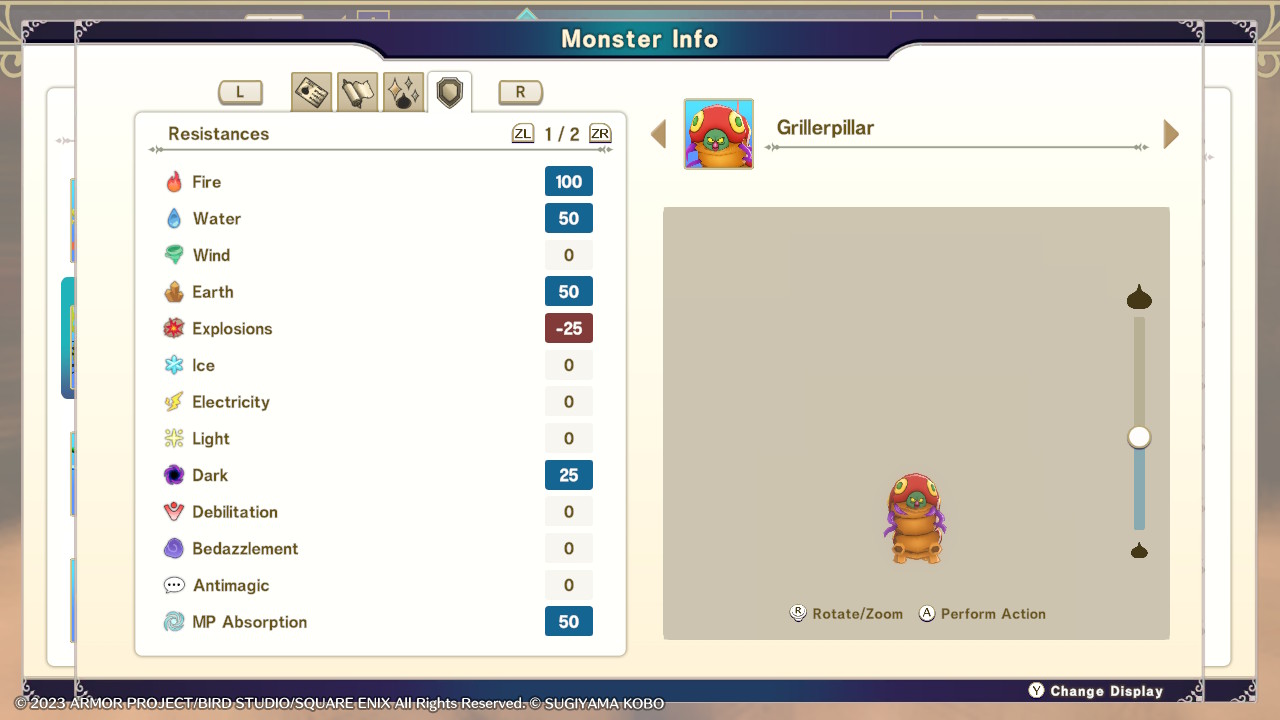 Monster Info
L
R
Resistances
ZL 1 / 2 ZR
Fire 100
Water 50
Wind 0
Earth 50
Explosions -25
Ice 0
Electricity 0
Light 0
Dark 25
Debilitation 0
Bedazzlement 0
Antimagic 0
MP Absorption 50
Grillerpillar
R Rotate/Zoom A Perform Action
Y Change Display
© 2023 ARMOR PROJECT/BIRD STUDIO/SQUARE ENIX All Rights Reserved. © SUGIYAMA KOBO